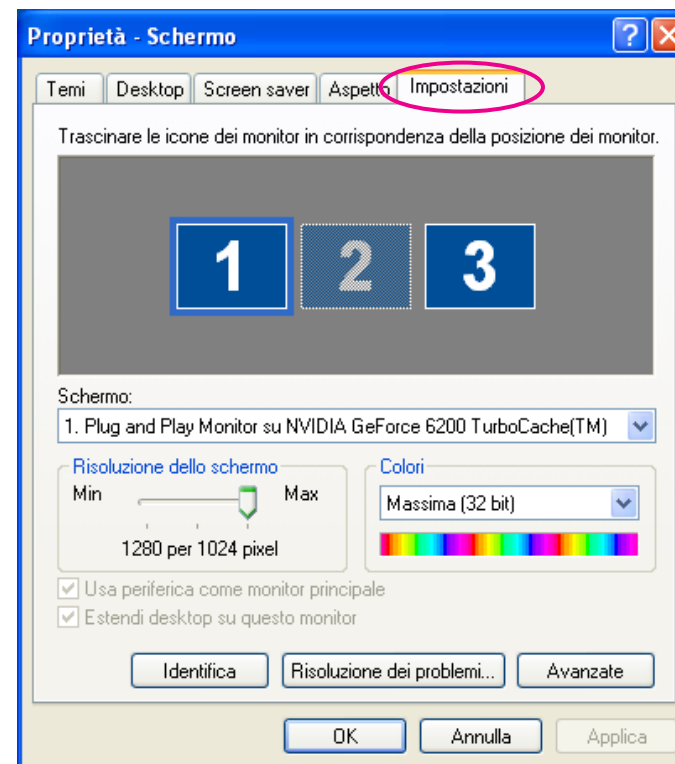 Proprietà - Schermo
Temi Desktop Screen saver Aspetto Impostazioni
Trascinare le icone dei monitor in corrispondenza della posizione dei monitor.
1 2 3
Schermo:
1. Plug and Play Monitor su NVIDIA GeForce 6200 TurboCache(TM)
Risoluzione dello schermo Colori
Min Max Massima (32 bit)
1280 per 1024 pixel
Usa periferica come monitor principale
Estendi desktop su questo monitor
Identifica Risoluzione dei problemi... Avanzate
OK Annulla Applica